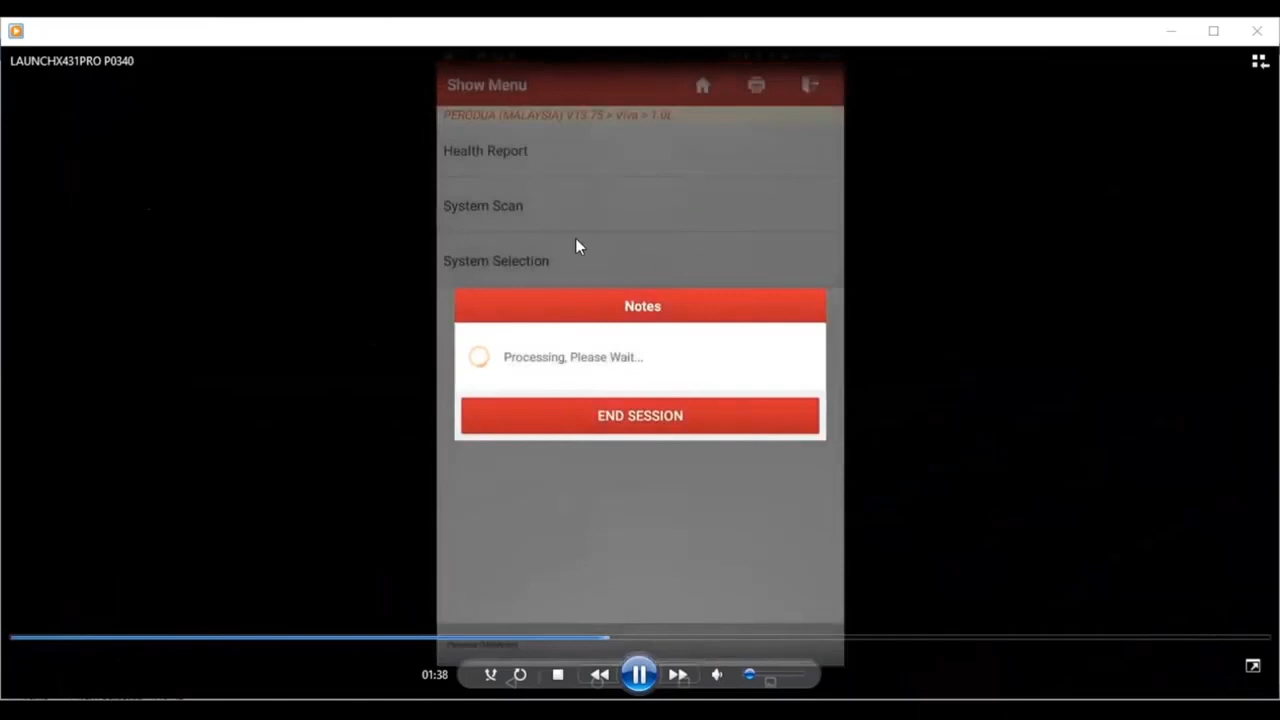 LAUNCHX431PRO P0340
Show Menu
PERODUA (MALAYSIA) V13.75 > Viva > 1.0L
Health Report
System Scan
System Selection
Notes
Processing, Please Wait...
END SESSION
01:38